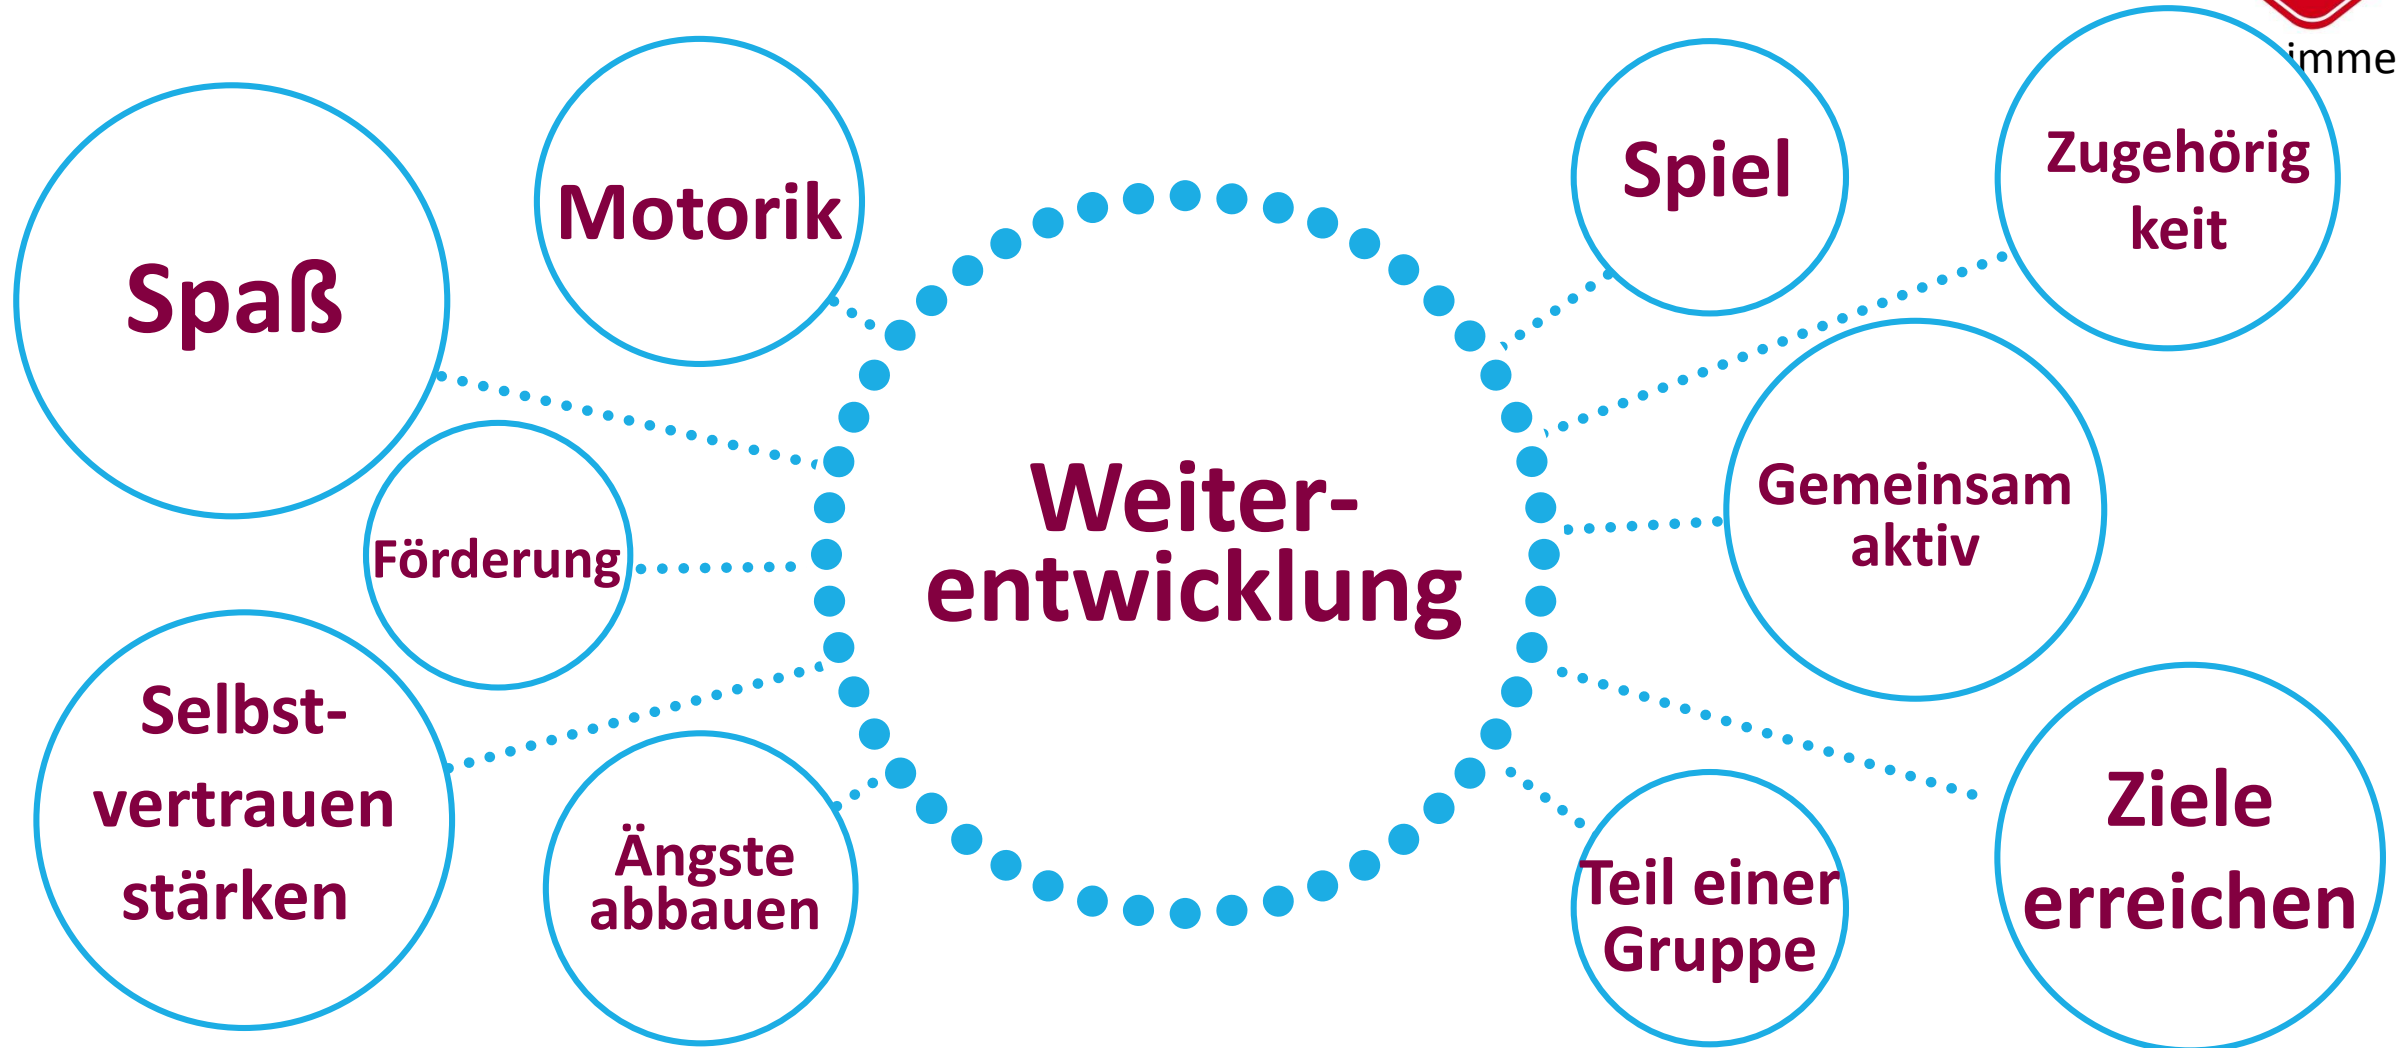 imme
Spaß
Motorik
Förderung
Selbst-
vertrauen
stärken
Ängste
abbauen
Weiter-
entwicklung
Spiel
Zugehörig
keit
Gemeinsam
aktiv
Ziele
erreichen
Teil einer
Gruppe